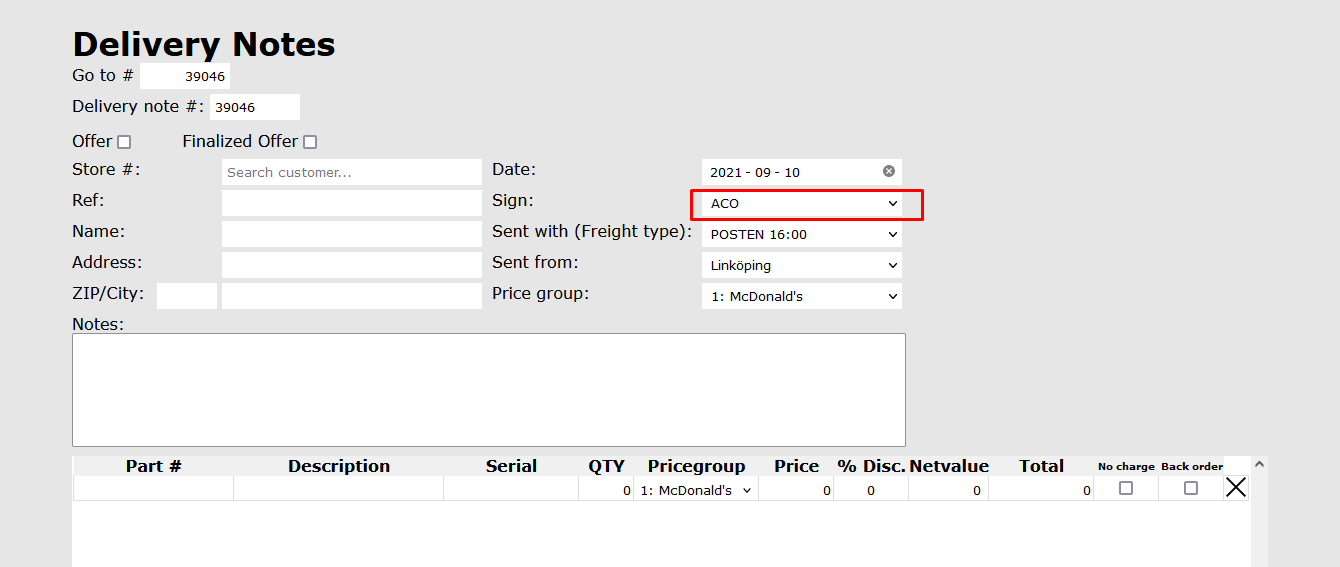 Delivery Notes
Go to # 39046
Delivery note #: 39046
Offer Finalized Offer
Store #: Search customer... Date: 2021 - 09 - 10
Ref: Sign: ACO
Name: Sent with (Freight type): POSTEN 16:00
Address: Sent from: Linköping
ZIP/City: Price group: 1: McDonald's
Notes:
Part # Description Serial QTY Pricegroup Price % Disc. Netvalue Total No charge Back order
0 1: McDonald's 0 0 0 0